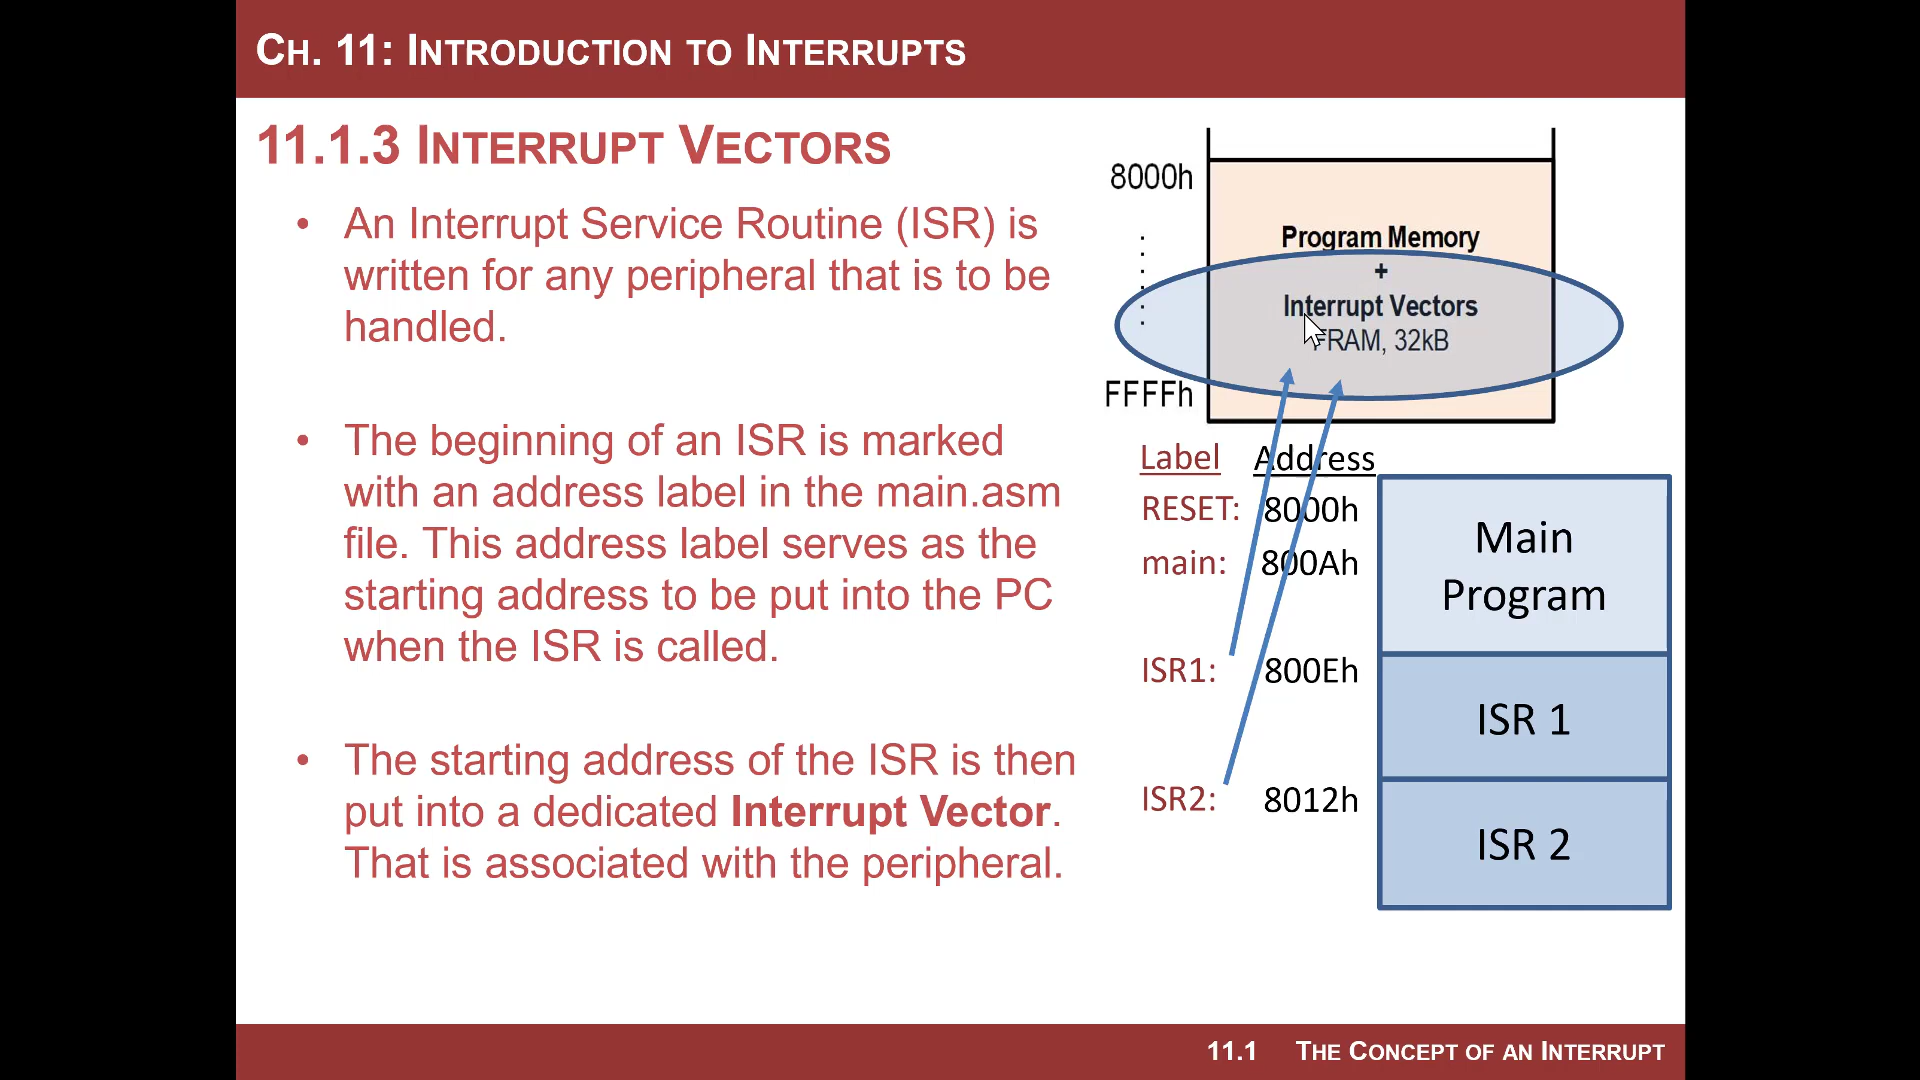 CH. 11: INTRODUCTION TO INTERRUPTS
11.1.3 INTERRUPT VECTORS
• An Interrupt Service Routine (ISR) is
written for any peripheral that is to be
handled.
• The beginning of an ISR is marked
with an address label in the main.asm
file. This address label serves as the
starting address to be put into the PC
when the ISR is called.
• The starting address of the ISR is then
put into a dedicated Interrupt Vector.
That is associated with the peripheral.
8000h
Program Memory
+
Interrupt Vectors
FRAM, 32kB
FFFFh
Label Address
RESET: 8000h
main: 800Ah
ISR1: 800Eh
ISR2: 8012h
Main
Program
ISR 1
ISR 2
11.1 THE CONCEPT OF AN INTERRUPT